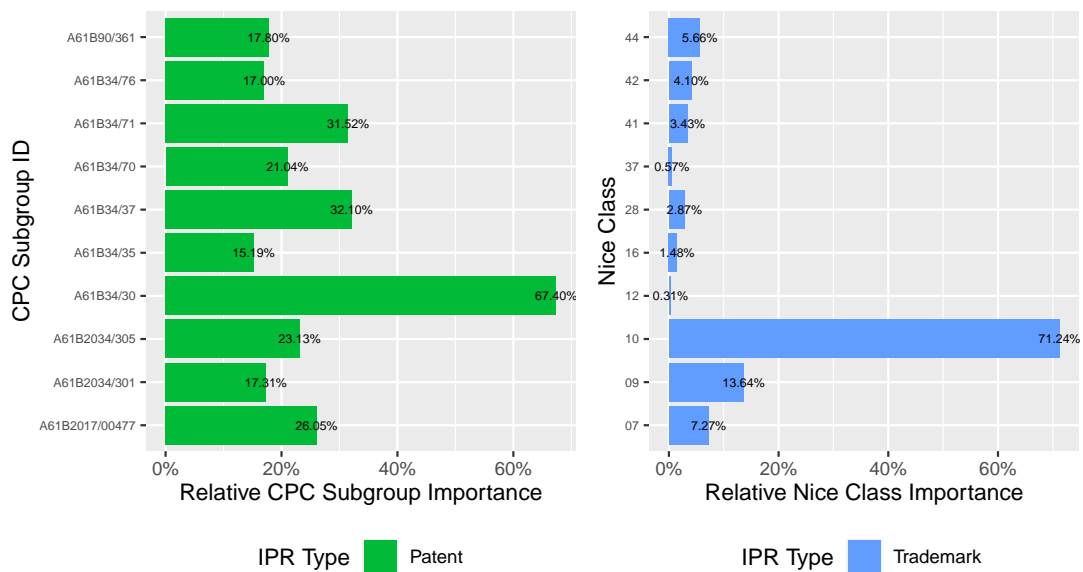 CPC Subgroup ID
A61B90/361
17.80%
A61B34/76
17.00%
A61B34/71
31.52%
A61B34/70
21.04%
A61B34/37
32.10%
A61B34/35
15.19%
A61B34/30
67.40%
A61B2034/305
23.13%
A61B2034/301
17.31%
A61B2017/00477
26.05%
0% 20% 40% 60%
Relative CPC Subgroup Importance
IPR Type Patent
Nice Class
44
5.66%
42
4.10%
41
3.43%
37
0.57%
28
2.87%
16
1.48%
12
0.31%
10
71.24%
09
13.64%
07
7.27%
0% 20% 40% 60%
Relative Nice Class Importance
IPR Type Trademark